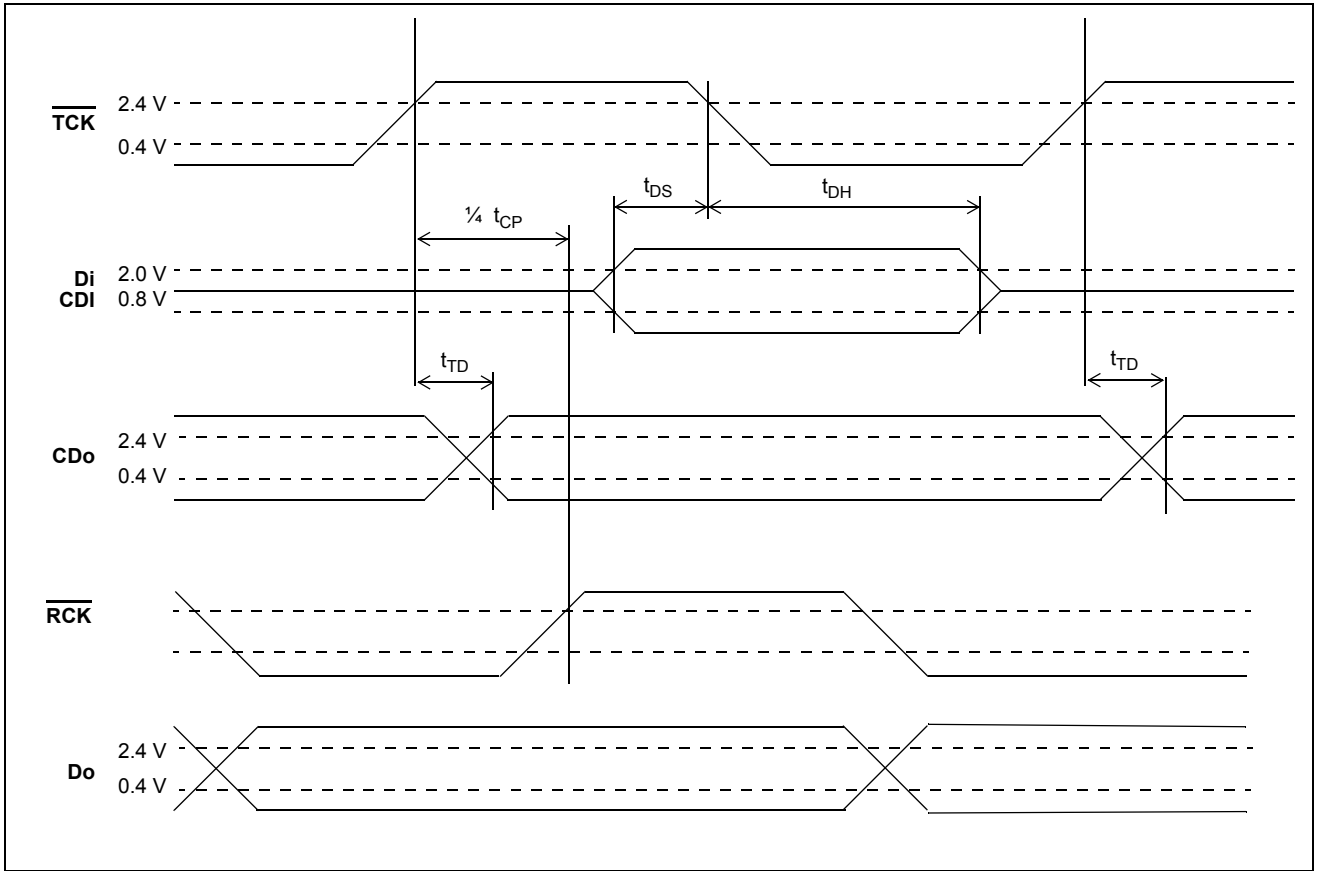 2.4 V
TCK
0.4 V
tDS
tDH
¼ tCP
Di 2.0 V
CDI 0.8 V
tTD
tTD
2.4 V
CDo
0.4 V
RCK
2.4 V
Do
0.4 V